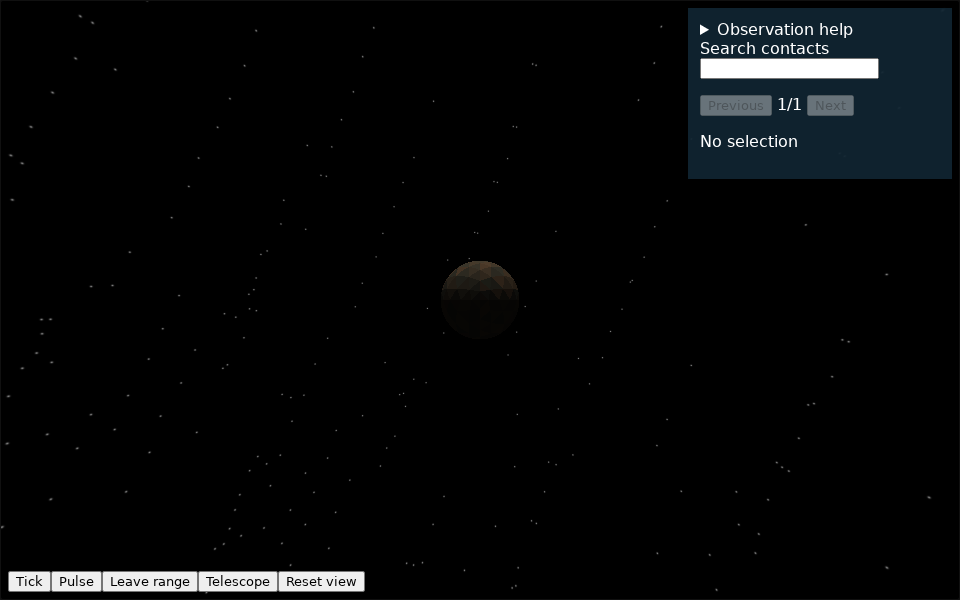 ▶ Observation help
Search contacts
Previous 1/1 Next
No selection
Tick Pulse Leave range Telescope Reset view